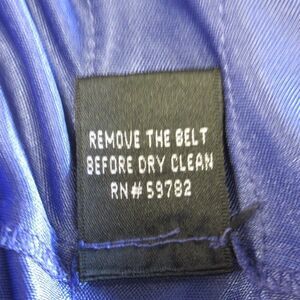 REMOVE THE BELT
BEFORE DRY CLEAN
RN#59782